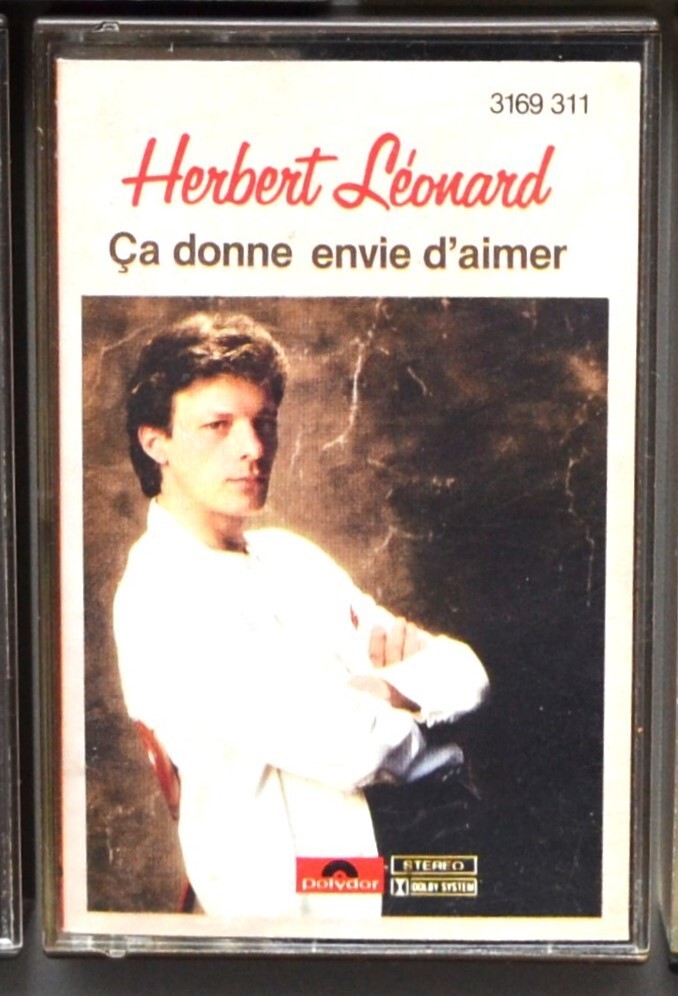 3169 311
Herbert Léonard
Ça donne envie d'aimer
STEREO
polydor
DOLBY SYSTEM